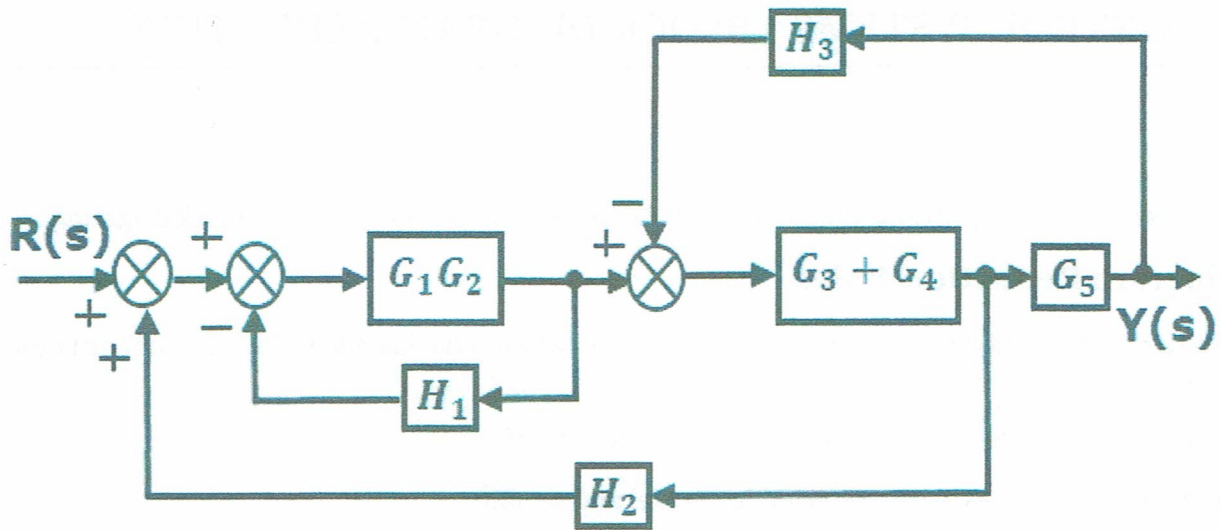 H₃
R(s)
+
+
+
+
−
G₁G₂
H₁
−
+
G₃ + G₄
G₅
Y(s)
H₂